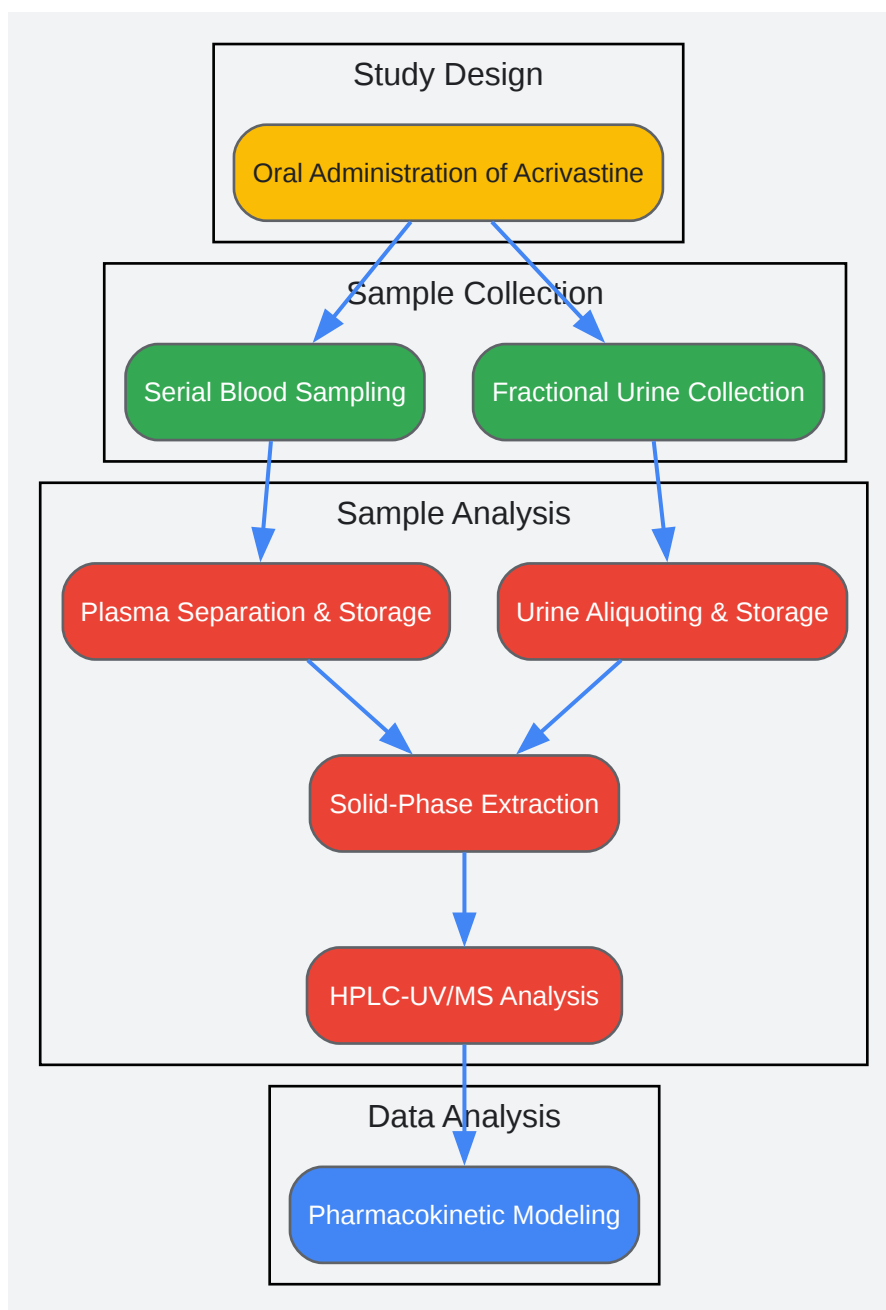 Study Design
Oral Administration of Acrivastine
Sample Collection
Serial Blood Sampling
Fractional Urine Collection
Sample Analysis
Plasma Separation & Storage
Urine Aliquoting & Storage
Solid-Phase Extraction
HPLC-UV/MS Analysis
Data Analysis
Pharmacokinetic Modeling